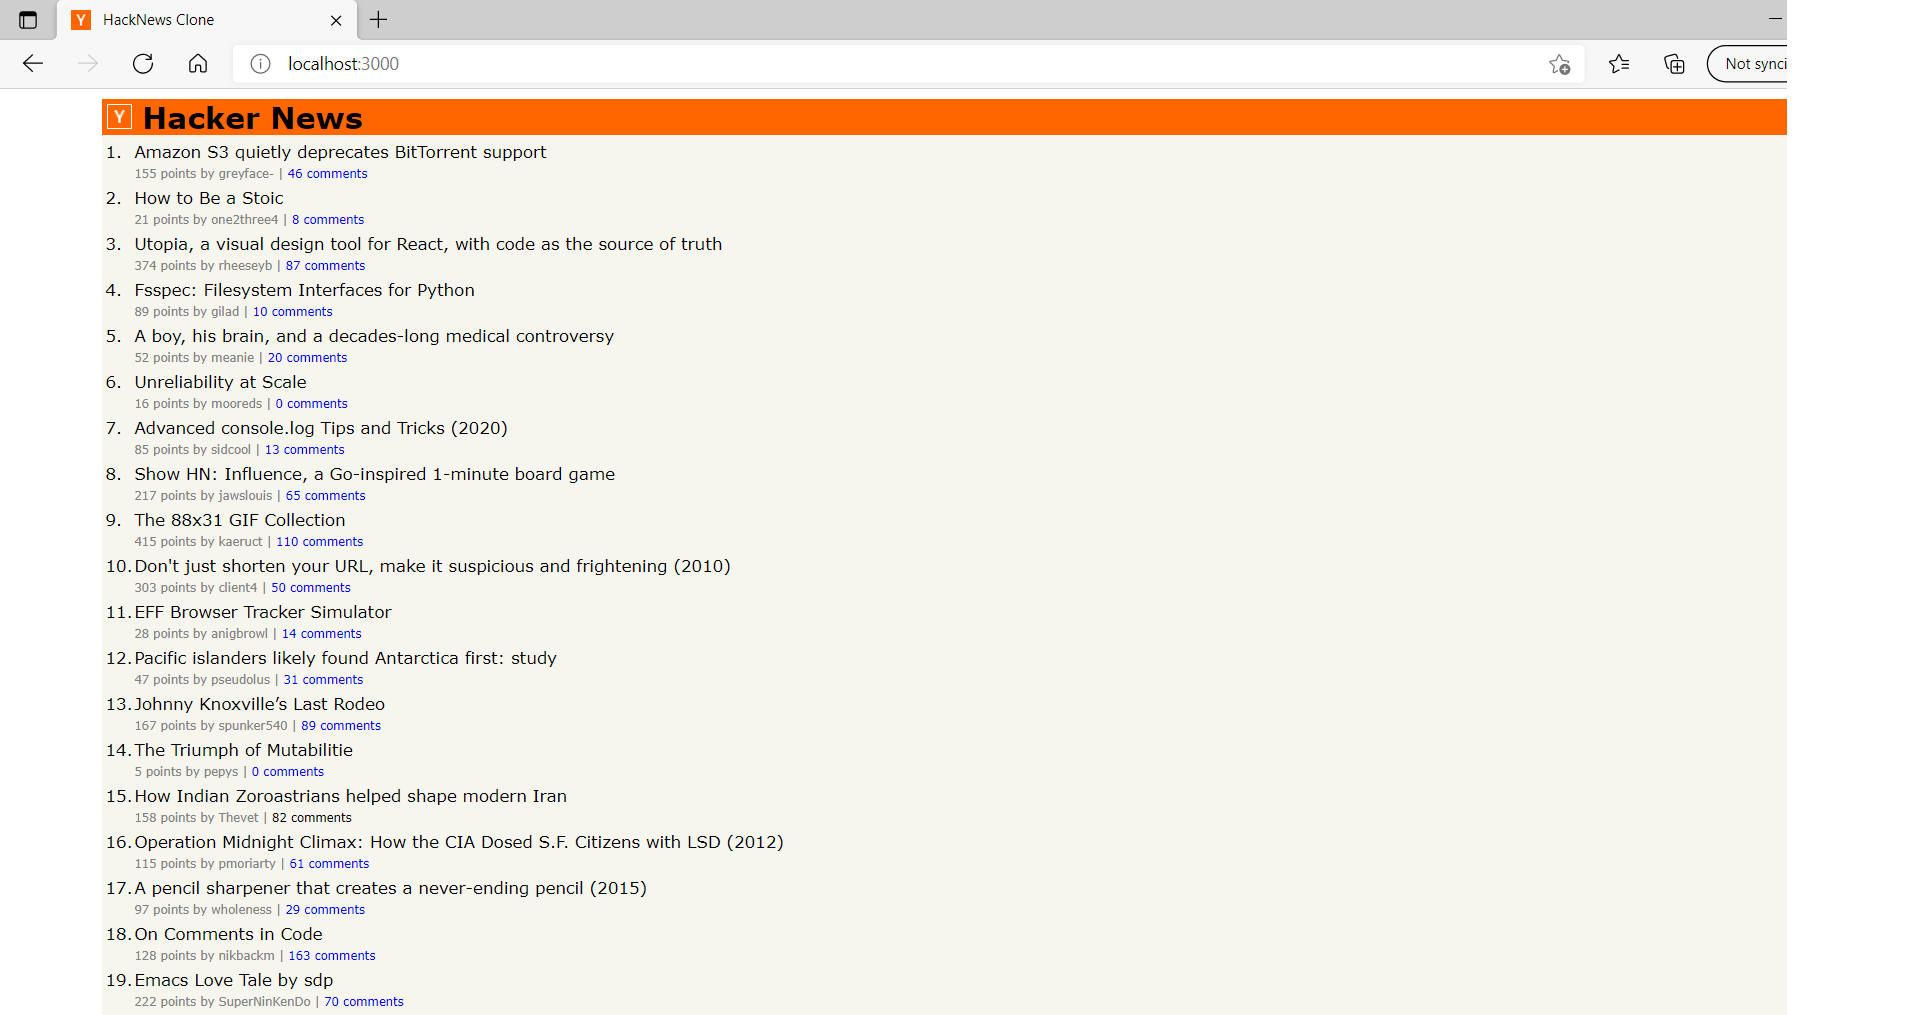 Y HackNews Clone
localhost:3000
Not synci
Y Hacker News
1. Amazon S3 quietly deprecates BitTorrent support
155 points by greyface- | 46 comments
2. How to Be a Stoic
21 points by one2three4 | 8 comments
3. Utopia, a visual design tool for React, with code as the source of truth
374 points by rheeseyb | 87 comments
4. Fsspec: Filesystem Interfaces for Python
89 points by gilad | 10 comments
5. A boy, his brain, and a decades-long medical controversy
52 points by meanie | 20 comments
6. Unreliability at Scale
16 points by mooreds | 0 comments
7. Advanced console.log Tips and Tricks (2020)
85 points by sidcool | 13 comments
8. Show HN: Influence, a Go-inspired 1-minute board game
217 points by jawslouis | 65 comments
9. The 88x31 GIF Collection
415 points by kaeruct | 110 comments
10. Don't just shorten your URL, make it suspicious and frightening (2010)
303 points by client4 | 50 comments
11. EFF Browser Tracker Simulator
28 points by anigbrowl | 14 comments
12. Pacific islanders likely found Antarctica first: study
47 points by pseudolus | 31 comments
13. Johnny Knoxville’s Last Rodeo
167 points by spunker540 | 89 comments
14. The Triumph of Mutabilitie
5 points by pepys | 0 comments
15. How Indian Zoroastrians helped shape modern Iran
158 points by Thevet | 82 comments
16. Operation Midnight Climax: How the CIA Dosed S.F. Citizens with LSD (2012)
115 points by pmoriarty | 61 comments
17. A pencil sharpener that creates a never-ending pencil (2015)
97 points by wholeness | 29 comments
18. On Comments in Code
128 points by nikbackm | 163 comments
19. Emacs Love Tale by sdp
222 points by SuperNinKenDo | 70 comments